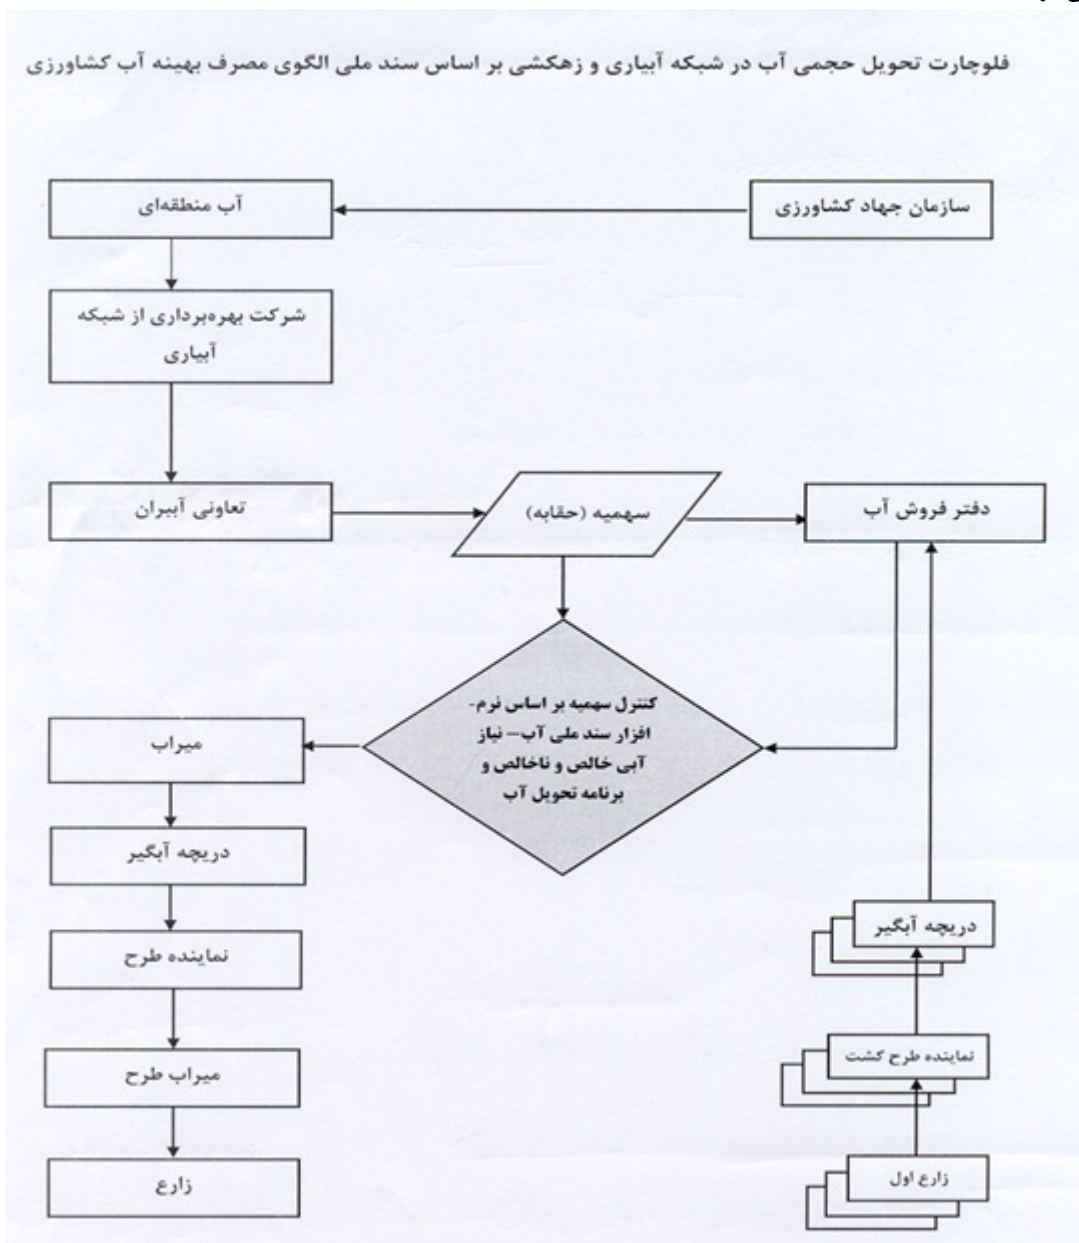 فلوچارت تحویل حجمی آب در شبکه آبیاری و زهکشی بر اساس سند ملی الگوی مصرف بهینه آب کشاورزی
سازمان جهاد کشاورزی
آب منطقه‌ای
شرکت بهره‌برداری از شبکه
آبیاری
تعاونی آببران
سهمیه (حقابه)
دفتر فروش آب
کنترل سهمیه بر اساس نرم-
افزار سند ملی آب– نیاز
آبی خالص و ناخالص و
برنامه تحویل آب
میراب
دریچه آبگیر
نماینده طرح
میراب طرح
زارع
دریچه آبگیر
نماینده طرح کشت
زارع اول